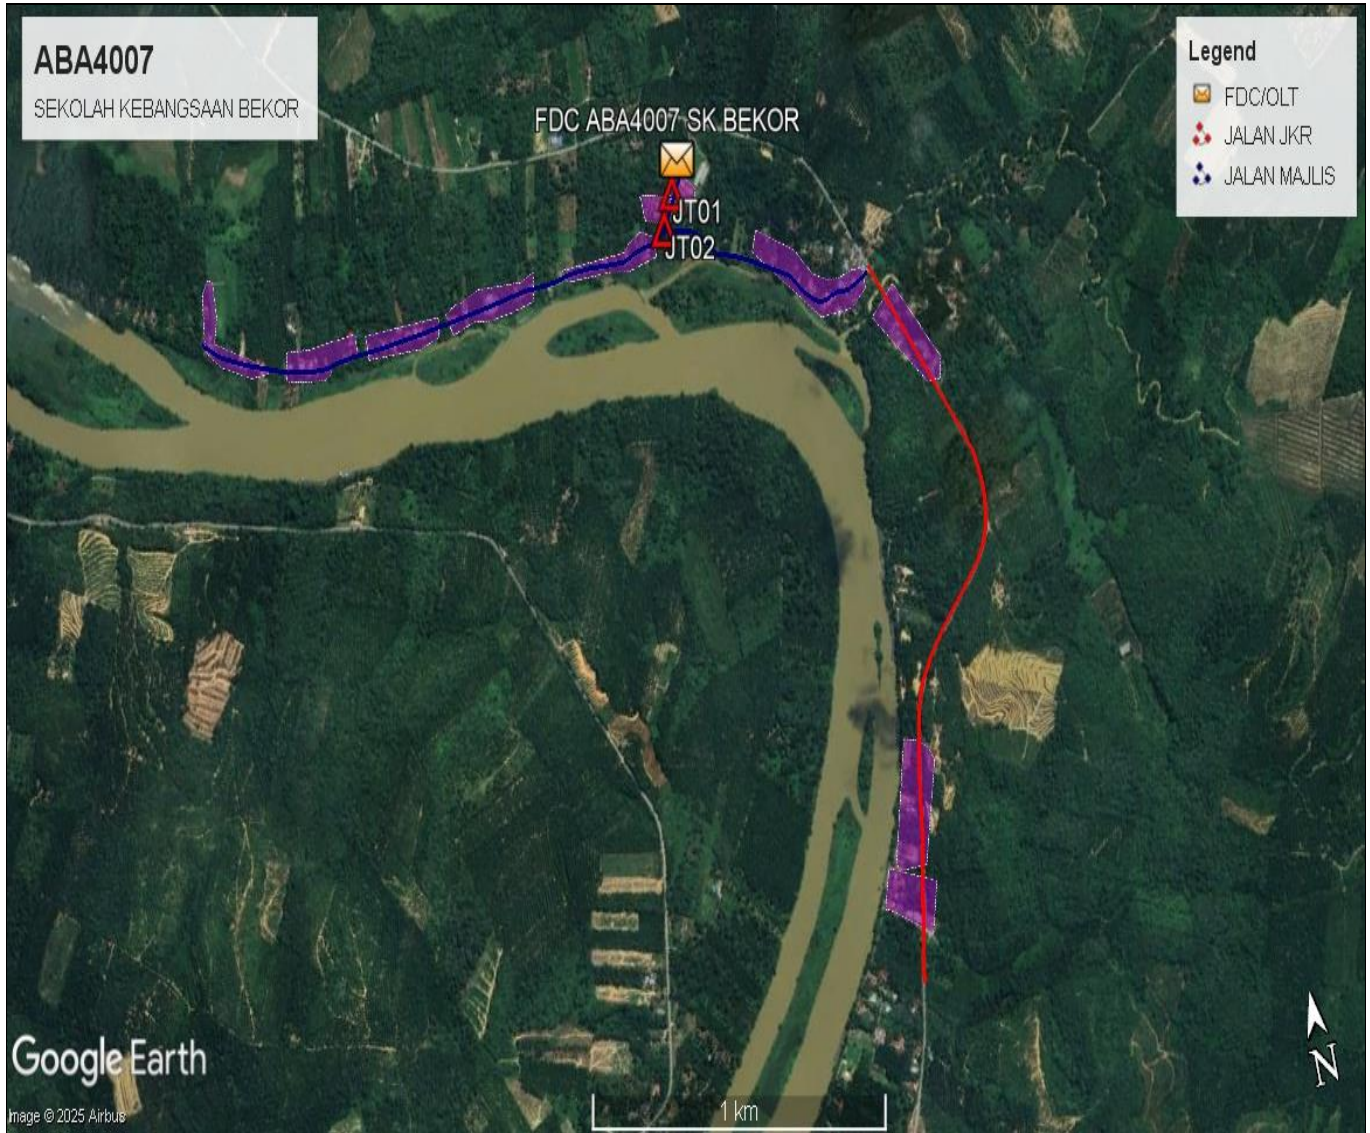 ABA4007
SEKOLAH KEBANGSAAN BEKOR
Legend
FDC/OLT
JALAN JKR
JALAN MAJLIS
FDC ABA4007 SK BEKOR
JT01
JT02
Google Earth
Image © 2025 Airbus
1 km
N